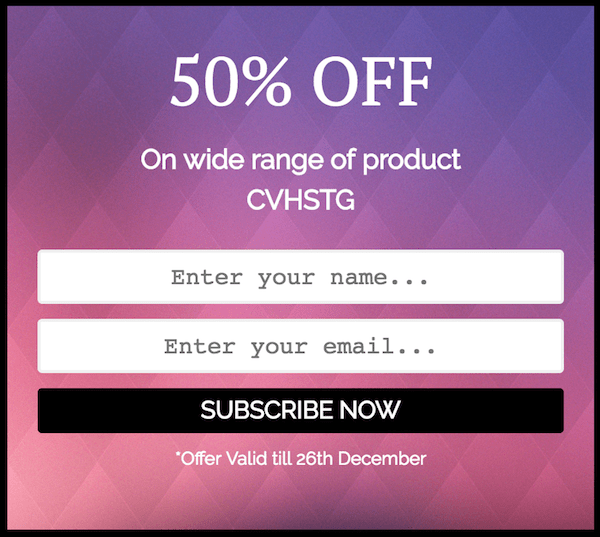 50% OFF
On wide range of product
CVHSTG
Enter your name...
Enter your email...
SUBSCRIBE NOW
*Offer Valid till 26th December